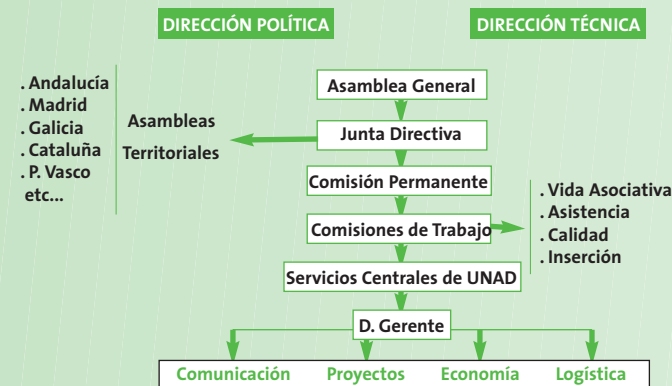 DIRECCIÓN POLÍTICA
DIRECCIÓN TÉCNICA
. Andalucía
. Madrid
. Galicia
. Cataluña
. P. Vasco
etc...
Asambleas
Territoriales
Asamblea General
Junta Directiva
Comisión Permanente
Comisiones de Trabajo
. Vida Asociativa
. Asistencia
. Calidad
. Inserción
Servicios Centrales de UNAD
D. Gerente
Comunicación Proyectos Economía Logística